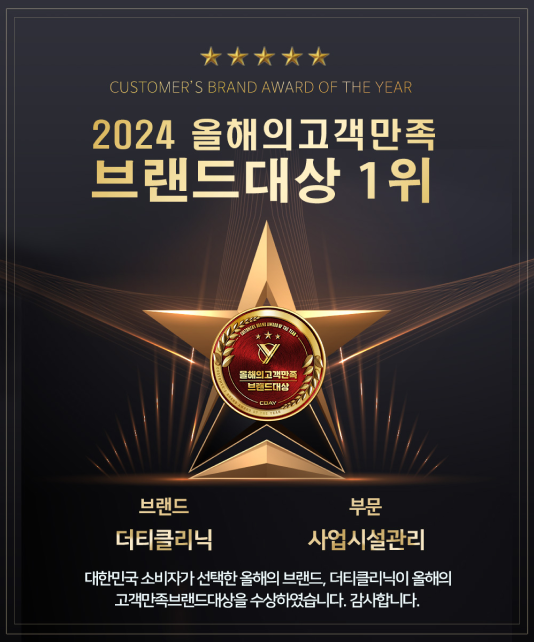 CUSTOMER'S BRAND AWARD OF THE YEAR
2024 올해의고객만족
브랜드대상 1위
올해의고객만족
브랜드대상
CBAY
브랜드
부문
더티클리닉
사업시설관리
대한민국 소비자가 선택한 올해의 브랜드, 더티클리닉이 올해의
고객만족브랜드대상을 수상하였습니다. 감사합니다.